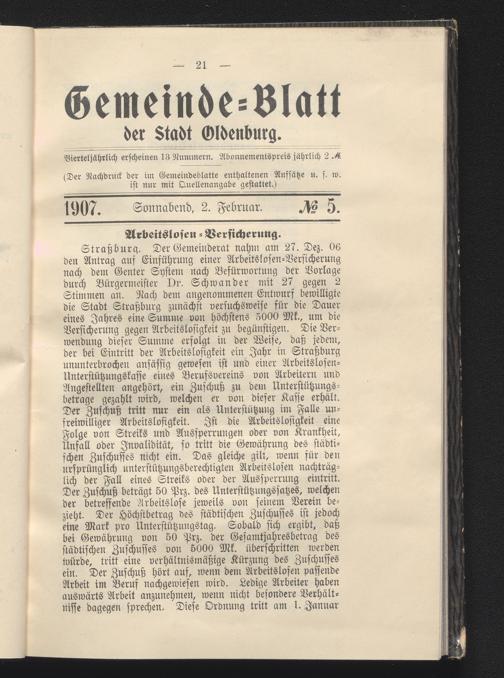 — 21 —
Gemeinde=Blatt
der Stadt Oldenburg.
Vierteljährlich erscheinen 13 Nummern. Abonnementspreis jährlich 2 ℳ
(Der Nachdruck der im Gemeindeblatte enthaltenen Aufsätze u. s. w.
ist nur mit Quellenangabe gestattet.)
1907. Sonnabend, 2. Februar. № 5.
Arbeitslosen=Versicherung.
Straßburg. Der Gemeinderat nahm am 27. Dez. 06
den Antrag auf Einführung einer Arbeitslosen=Versicherung
nach dem Genter System nach Befürwortung der Vorlage
durch Bürgermeister Dr. Schwander mit 27 gegen 2
Stimmen an. Nach dem angenommenen Entwurf bewilligte
die Stadt Straßburg zunächst versuchsweise für die Dauer
eines Jahres eine Summe von höchstens 5000 Mk., um die
Versicherung gegen Arbeitslosigkeit zu begünstigen. Die Ver-
wendung dieser Summe erfolgt in der Weise, daß jedem,
der bei Eintritt der Arbeitslosigkeit ein Jahr in Straßburg
ununterbrochen ansässig gewesen ist und einer Arbeitslosen-
Unterstützungskasse eines Berufsvereins von Arbeitern und
Angestellten angehört, ein Zuschuß zu dem Unterstützungs-
betrage gezahlt wird, welchen er von dieser Kasse erhält.
Der Zuschuß tritt nur ein als Unterstützung im Falle un-
freiwilliger Arbeitslosigkeit. Ist die Arbeitslosigkeit eine
Folge von Streiks und Aussperrungen oder von Krankheit,
Unfall oder Invalidität, so tritt die Gewährung des städti-
schen Zuschusses nicht ein. Das gleiche gilt, wenn für den
ursprünglich unterstützungsberechtigten Arbeitslosen nachträg-
lich der Fall eines Streiks oder der Aussperrung eintritt.
Der Zuschuß beträgt 50 Prz. des Unterstützungssatzes, welchen
der betreffende Arbeitslose jeweils von seinem Verein be-
zieht. Der Höchstbetrag des städtischen Zuschusses ist jedoch
eine Mark pro Unterstützungstag. Sobald sich ergibt, daß
bei Gewährung von 50 Prz. der Gesamtjahresbetrag des
städtischen Zuschusses von 5000 Mk. überschritten werden
würde, tritt eine verhältnismäßige Kürzung des Zuschusses
ein. Der Zuschuß hört auf, wenn dem Arbeitslosen passende
Arbeit im Beruf nachgewiesen wird. Ledige Arbeiter haben
auswärts Arbeit anzunehmen, wenn nicht besondere Verhält-
nisse dagegen sprechen. Diese Ordnung tritt am 1. Januar